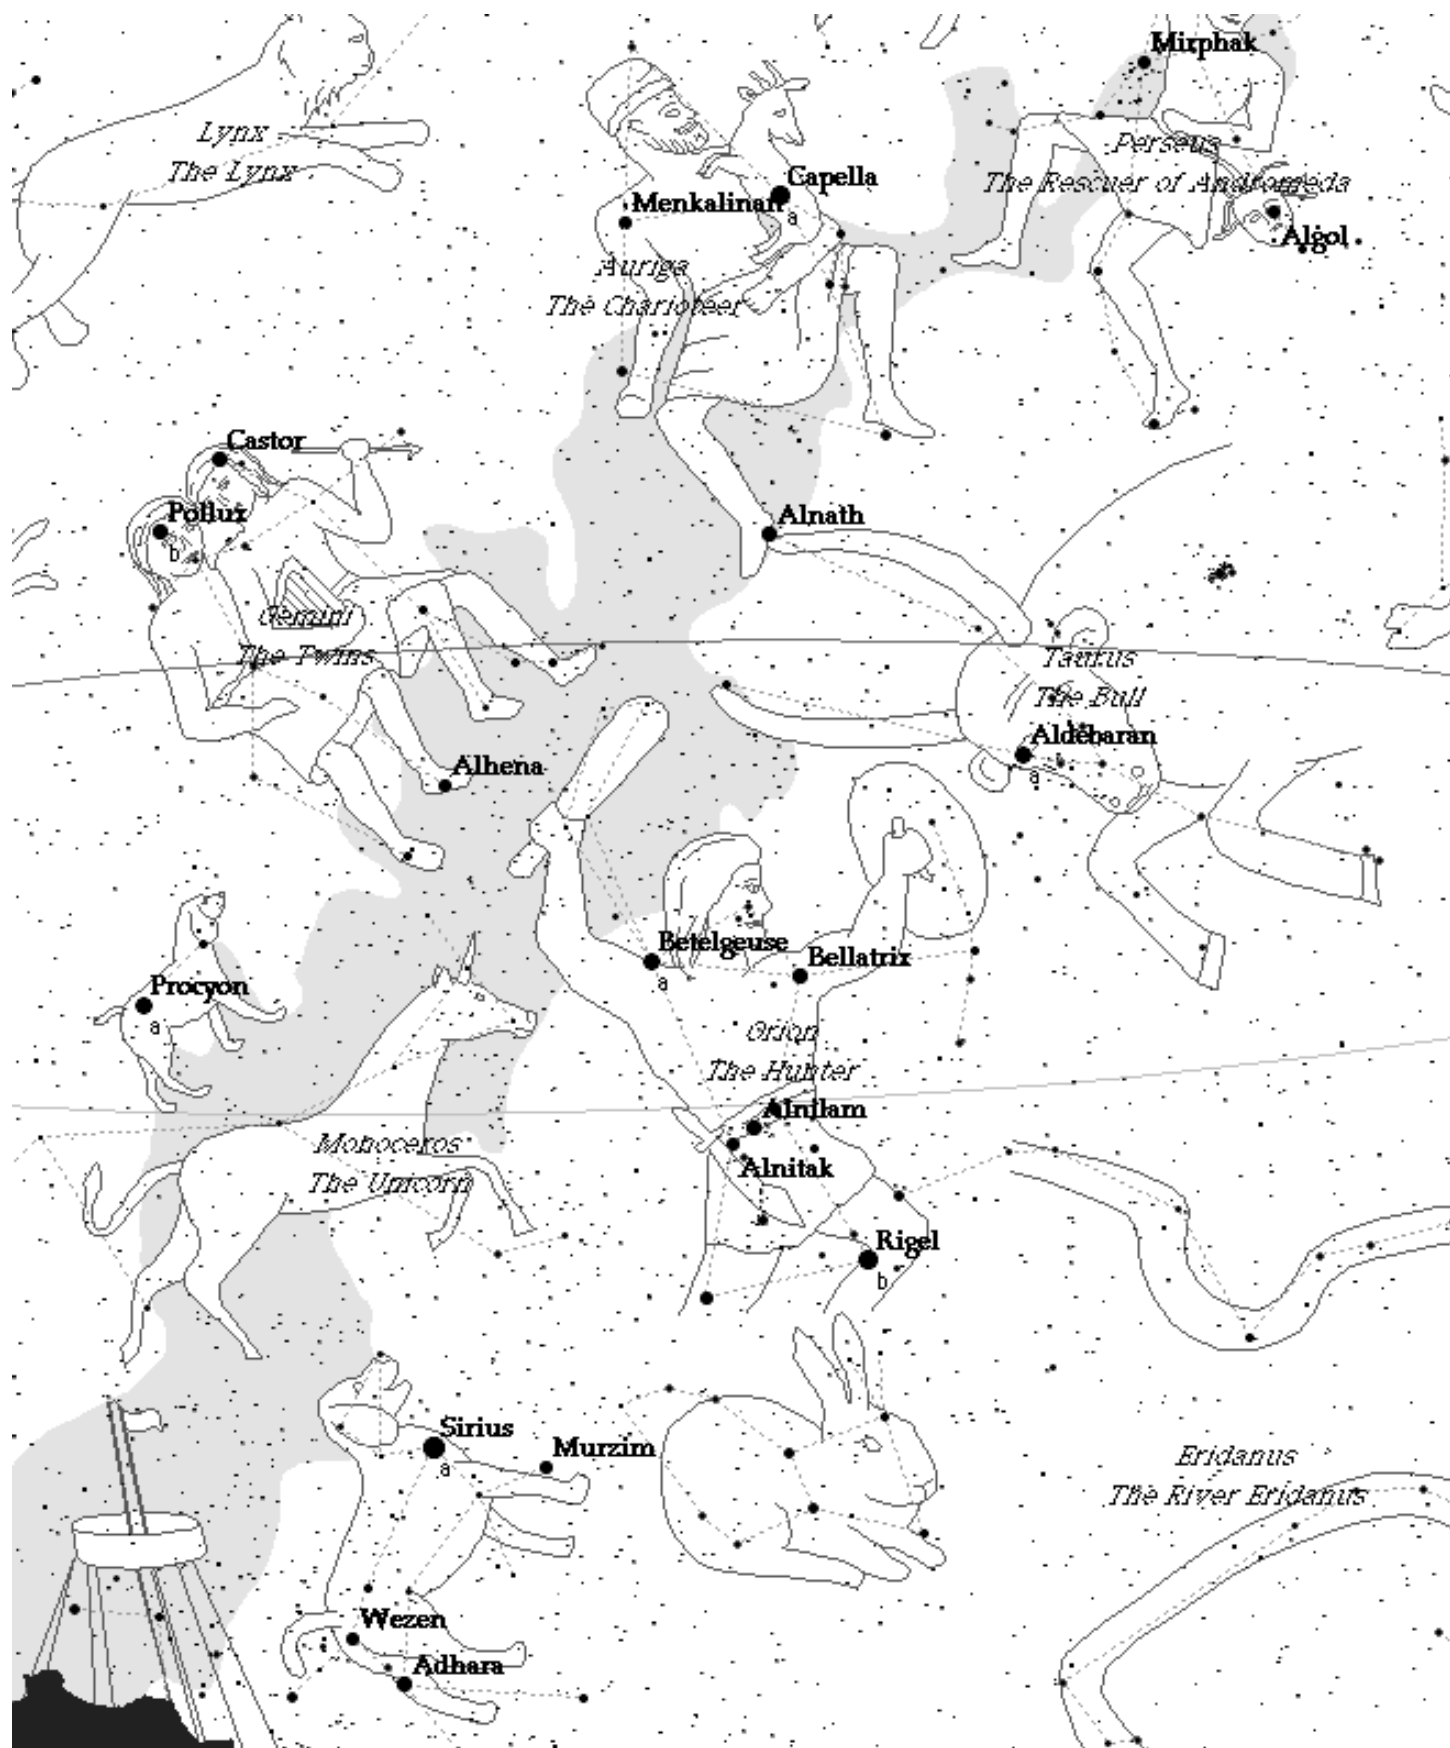 Mirphak
Lynx
The Lynx
Perseus
The Rescuer of Andromeda
Capella
a
Menkalinan
Algol
Auriga
The Charioteer
Castor
Pollux
b
Alnath
Gemini
The Twins
Taurus
The Bull
Aldebaran
a
Alhena
Betelgeuse
a
Bellatrix
Procyon
a
Orion
The Hunter
Alnilam
Alnitak
Monoceros
The Unicorn
Rigel
b
Sirius
a
Murzim
Eridanus
The River Eridanus
Wezen
Adhara